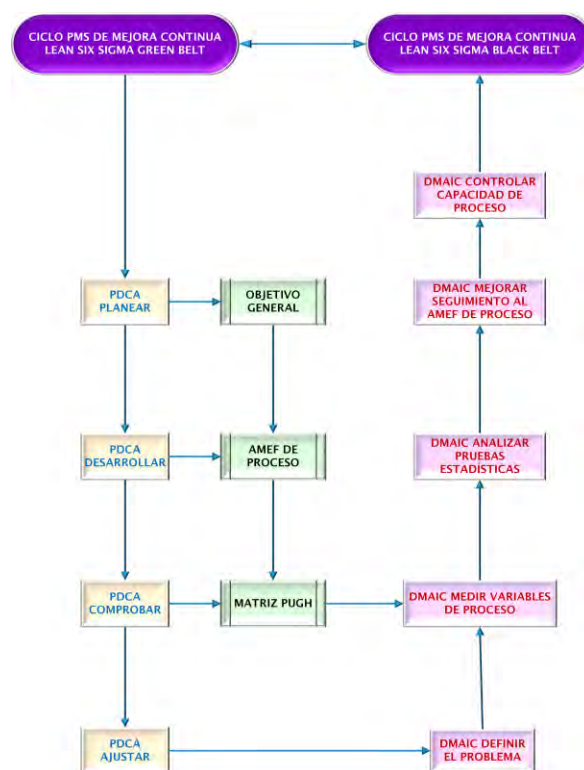 CICLO PMS DE MEJORA CONTINUA
LEAN SIX SIGMA GREEN BELT
CICLO PMS DE MEJORA CONTINUA
LEAN SIX SIGMA BLACK BELT
DMAIC CONTROLAR
CAPACIDAD DE
PROCESO
PDCA
PLANEAR
OBJETIVO
GENERAL
DMAIC MEJORAR
SEGUIMIENTO AL
AMEF DE PROCESO
PDCA
DESARROLLAR
AMEF DE
PROCESO
DMAIC ANALIZAR
PRUEBAS
ESTADÍSTICAS
PDCA
COMPROBAR
MATRIZ PUGH
DMAIC MEDIR VARIABLES
DE PROCESO
PDCA
AJUSTAR
DMAIC DEFINIR
EL PROBLEMA